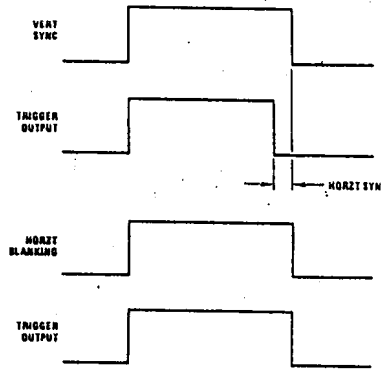 VERT
SYNC
TRIGGER
OUTPUT
HORZT SYN
HORZT
BLANKING
TRIGGER
OUTPUT